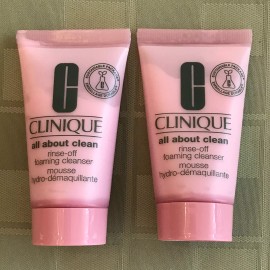 CLINIQUE
all about clean
rinse-off
foaming cleanser
mousse
hydro-démaquillante
CLINIQUE
all about clean
rinse-off
foaming cleanser
mousse
hydro-démaquillante